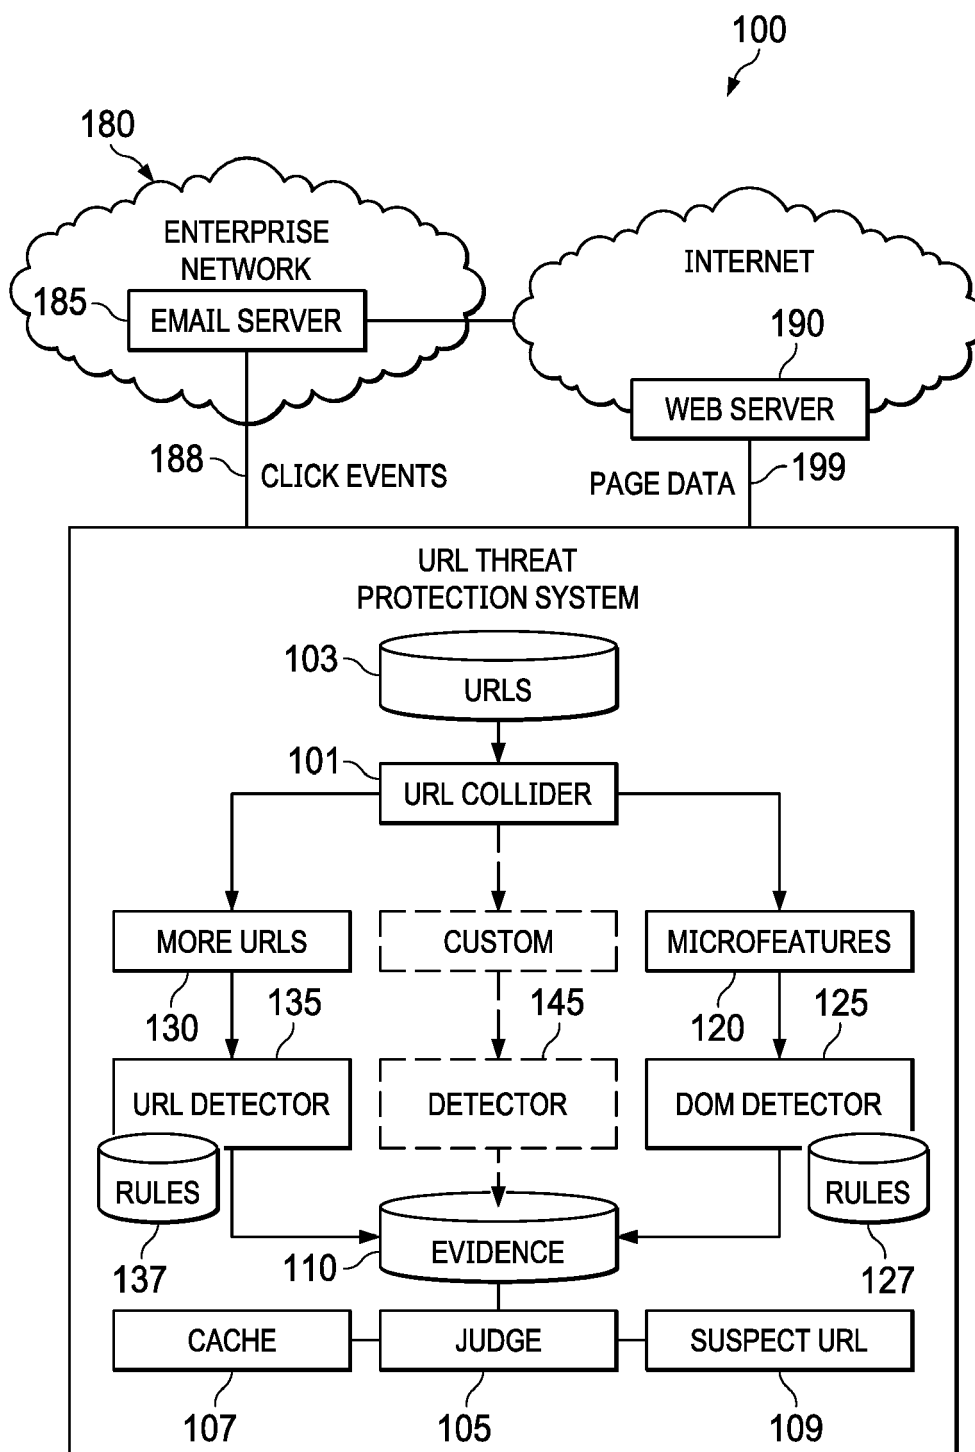 100
180
ENTERPRISE
NETWORK
INTERNET
185
EMAIL SERVER
190
WEB SERVER
188
CLICK EVENTS
PAGE DATA
199
URL THREAT
PROTECTION SYSTEM
103
URLS
101
URL COLLIDER
MORE URLS
CUSTOM
MICROFEATURES
130
135
145
120
125
URL DETECTOR
DETECTOR
DOM DETECTOR
RULES
RULES
137
110
EVIDENCE
127
CACHE
JUDGE
SUSPECT URL
107
105
109